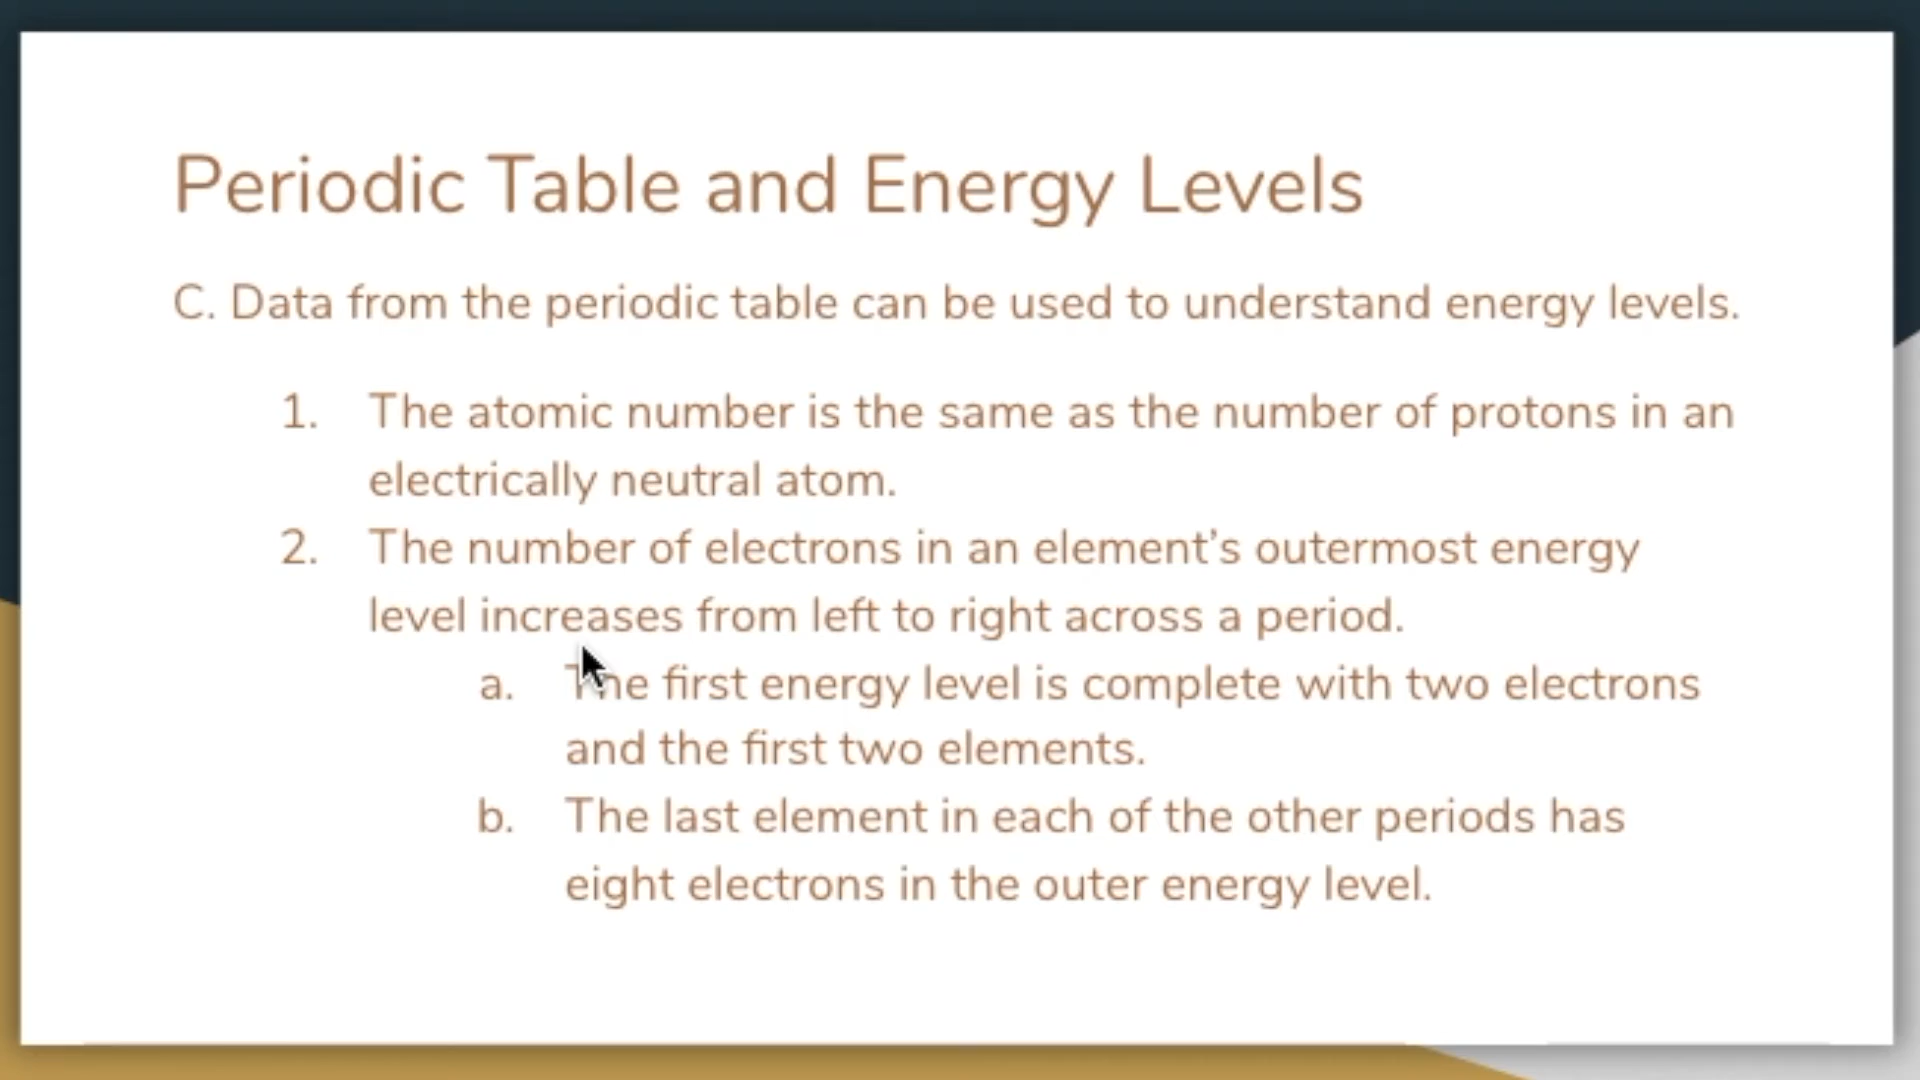 Periodic Table and Energy Levels
C. Data from the periodic table can be used to understand energy levels.
1. The atomic number is the same as the number of protons in an
electrically neutral atom.
2. The number of electrons in an element’s outermost energy
level increases from left to right across a period.
a. The first energy level is complete with two electrons
and the first two elements.
b. The last element in each of the other periods has
eight electrons in the outer energy level.